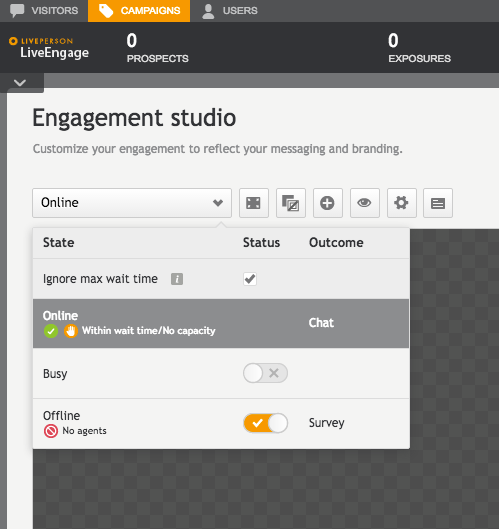 VISITORS CAMPAIGNS USERS
LIVEPERSON
LiveEngage
0 0
PROSPECTS EXPOSURES
Engagement studio
Customize your engagement to reflect your messaging and branding.
Online
State Status Outcome
Ignore max wait time i
Online
Within wait time/No capacity Chat
Busy
Offline
No agents Survey